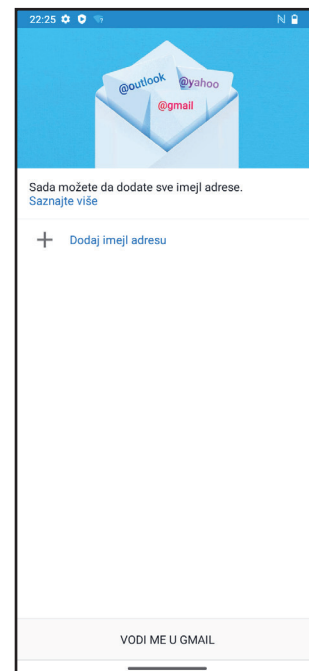 22:25
@outlook
@yahoo
@gmail
Sada možete da dodate sve imejl adrese.
Saznajte više
Dodaj imejl adresu
VODI ME U GMAIL